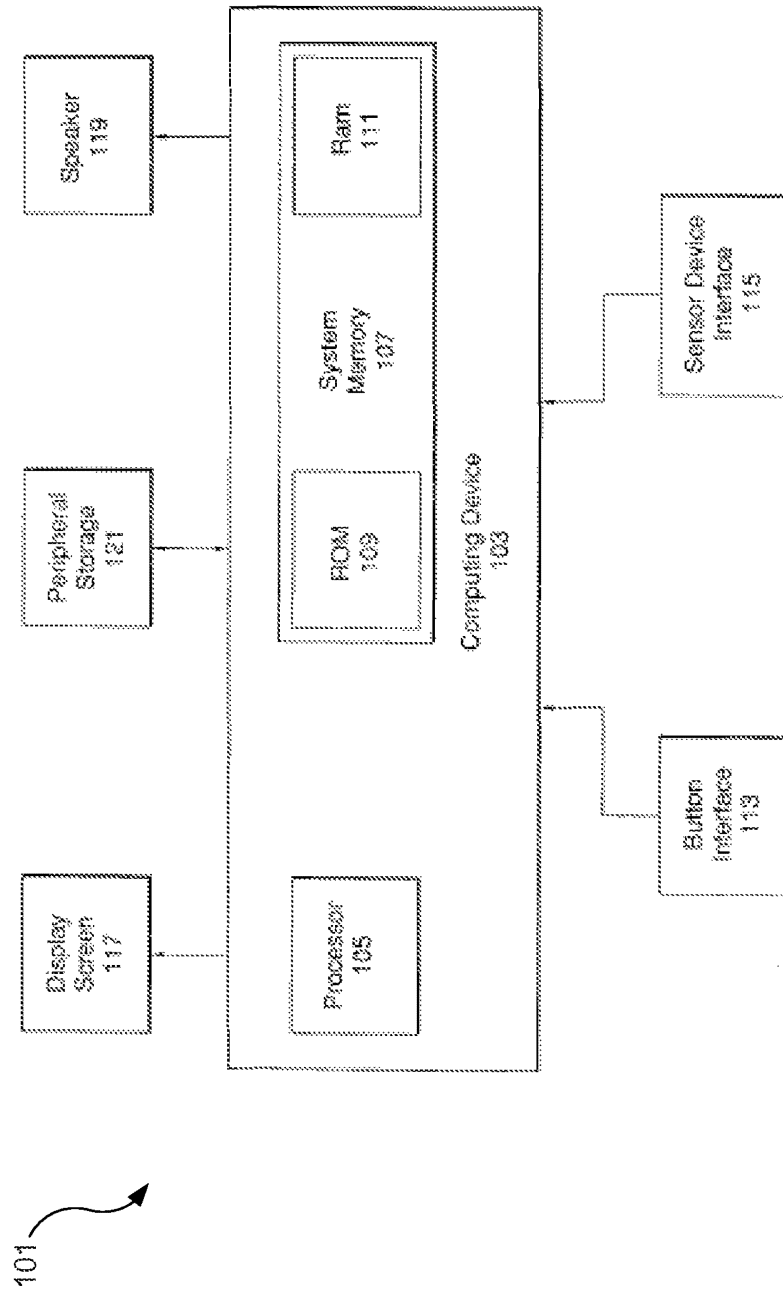 101
Display
Screen
117
Peripheral
Storage
121
Speaker
119
Processor
105
ROM
109
System
Memory
107
Ram
111
Computing Device
103
Button
Interface
113
Sensor Device
Interface
115